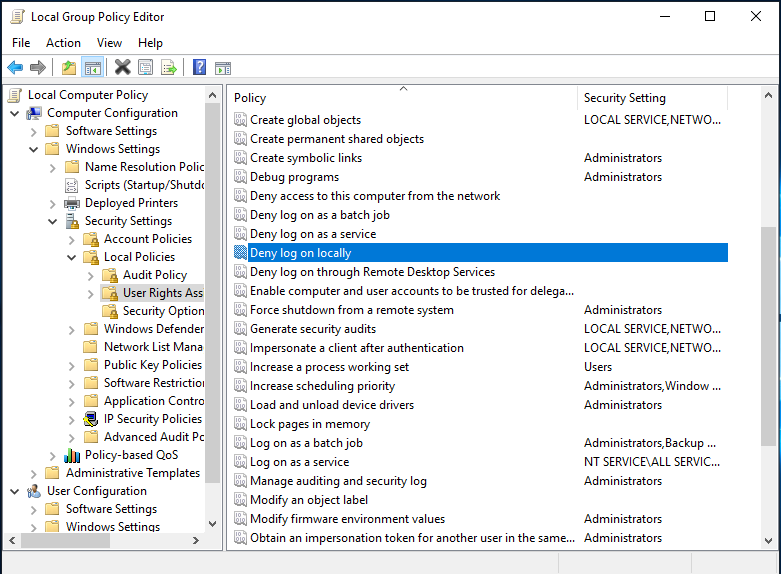 Local Group Policy Editor
File Action View Help
Local Computer Policy
Computer Configuration
Software Settings
Windows Settings
Name Resolution Polic
Scripts (Startup/Shutdo
Deployed Printers
Security Settings
Account Policies
Local Policies
Audit Policy
User Rights Ass
Security Option
Windows Defender
Network List Mana
Public Key Policies
Software Restriction
Application Contro
IP Security Policies
Advanced Audit Po
Policy-based QoS
Administrative Templates
User Configuration
Software Settings
Windows Settings
Policy Security Setting
Create global objects LOCAL SERVICE,NETWO...
Create permanent shared objects
Create symbolic links Administrators
Debug programs Administrators
Deny access to this computer from the network
Deny log on as a batch job
Deny log on as a service
Deny log on locally
Deny log on through Remote Desktop Services
Enable computer and user accounts to be trusted for delega...
Force shutdown from a remote system Administrators
Generate security audits LOCAL SERVICE,NETWO...
Impersonate a client after authentication LOCAL SERVICE,NETWO...
Increase a process working set Users
Increase scheduling priority Administrators,Window ...
Load and unload device drivers Administrators
Lock pages in memory
Log on as a batch job Administrators,Backup ...
Log on as a service NT SERVICE\ALL SERVIC...
Manage auditing and security log Administrators
Modify an object label
Modify firmware environment values Administrators
Obtain an impersonation token for another user in the same... Administrators